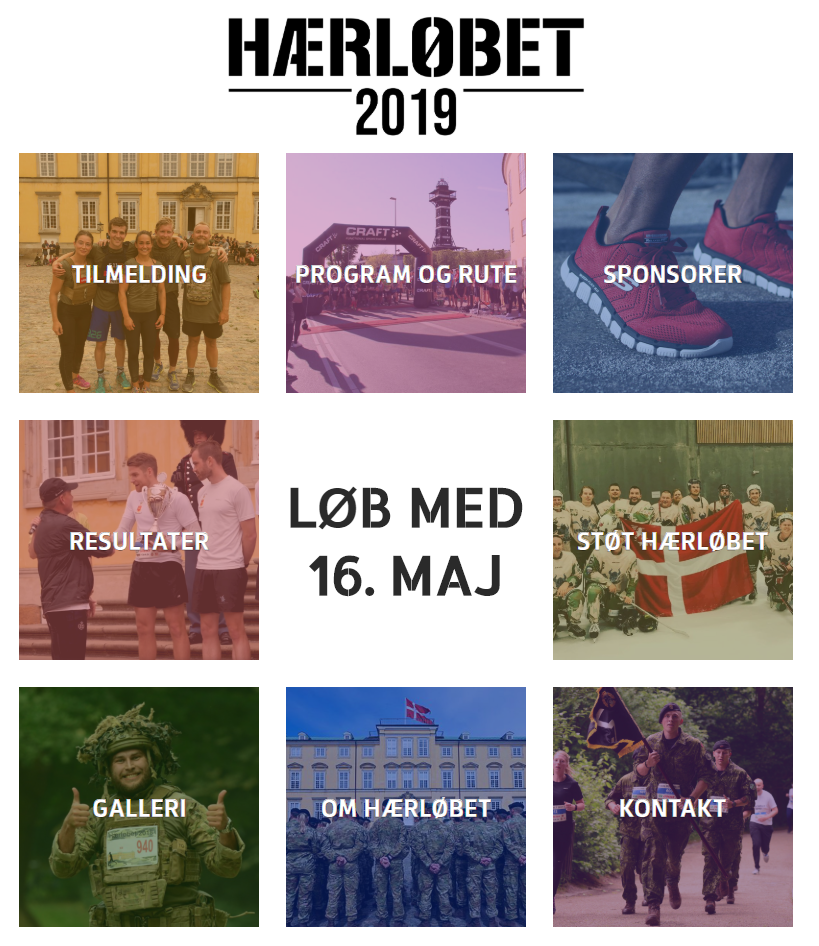 HÆRLØBET
2019
TILMELDING
CRAFT
PROGRAM OG RUTE
SPONSORER
RESULTATER
LØB MED
16. MAJ
STØT HÆRLØBET
GALLERI
940
OM HÆRLØBET
KONTAKT